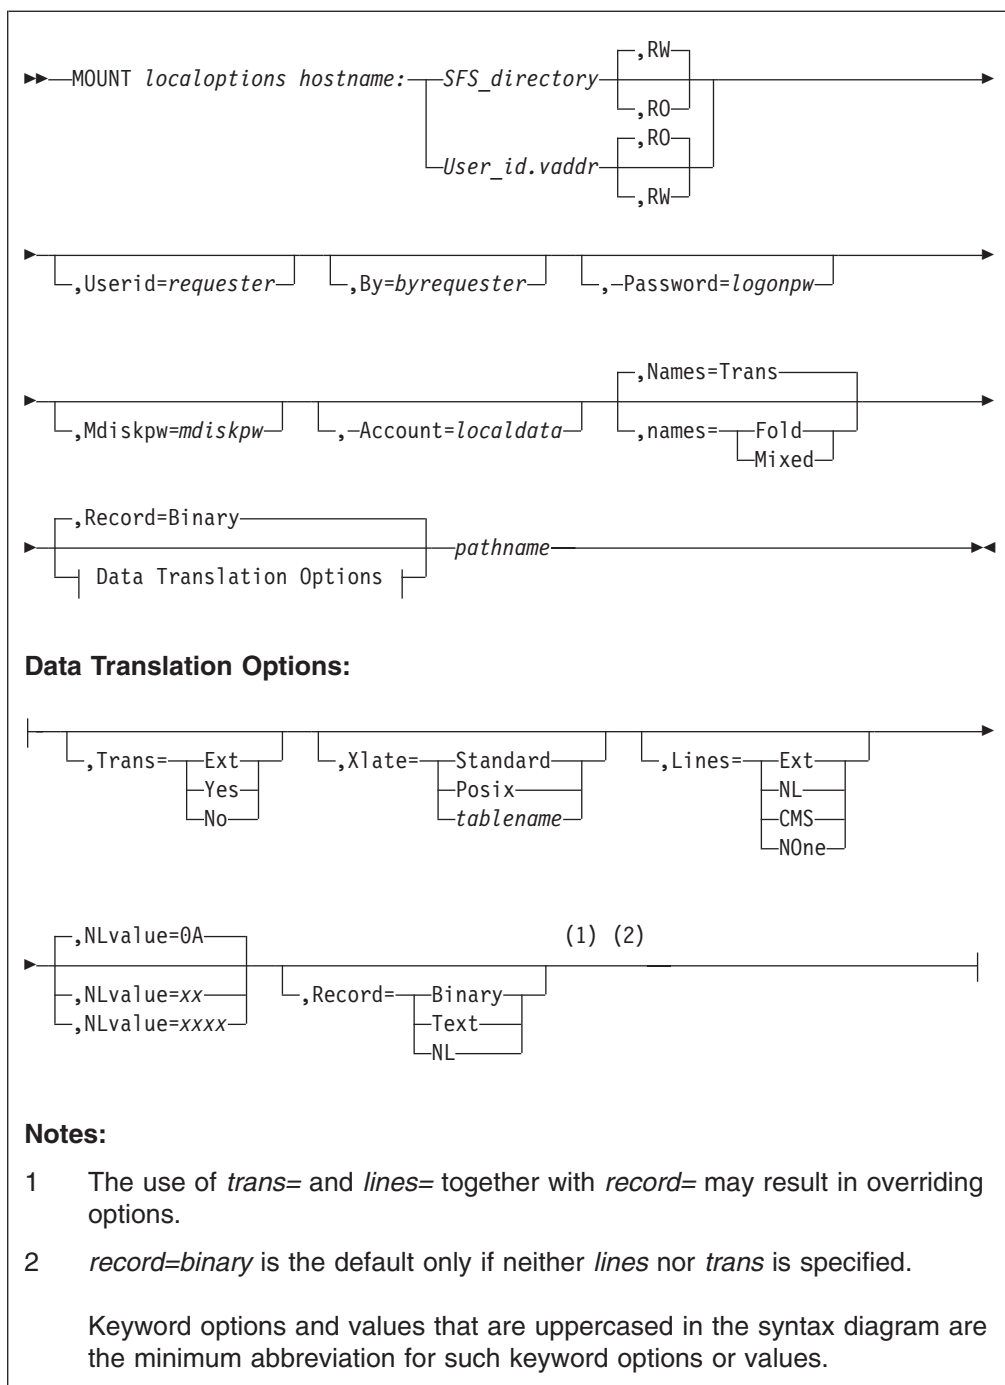 ,RW
MOUNT localoptions hostname: SFS_directory
,RO
,RO
User_id.vaddr
,RW
,Userid=requester ,By=byrequester ,–Password=logonpw
,Names=Trans
,Mdiskpw=mdiskpw ,–Account=localdata ,names= Fold
Mixed
,Record=Binary
pathname
Data Translation Options
Data Translation Options:
,Trans= Ext ,Xlate= Standard ,Lines= Ext
Yes Posix NL
No tablename CMS
NOne
,NLvalue=0A (1) (2)
,NLvalue=xx ,Record= Binary
,NLvalue=xxxx Text
NL
Notes:
1 The use of trans= and lines= together with record= may result in overriding
options.
2 record=binary is the default only if neither lines nor trans is specified.
Keyword options and values that are uppercased in the syntax diagram are
the minimum abbreviation for such keyword options or values.